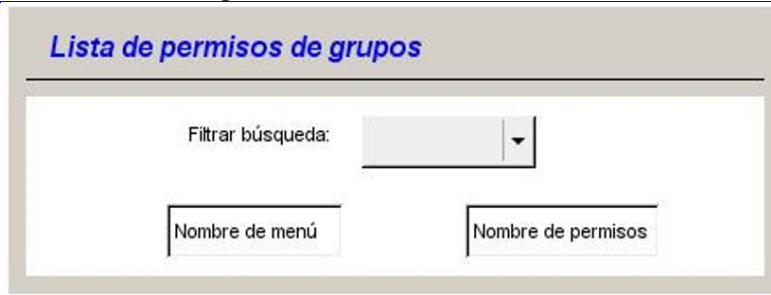 Lista de permisos de grupos
Filtrar búsqueda:
Nombre de menú
Nombre de permisos